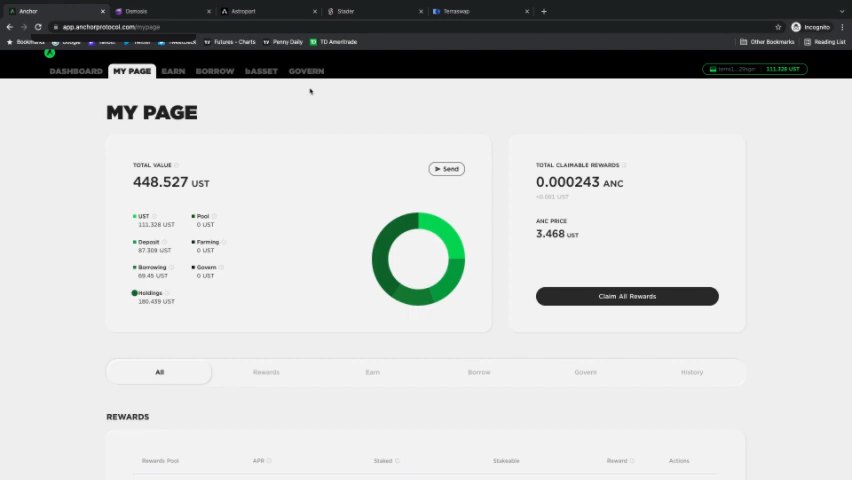 Anchor Osmosis Astroport Stader Terraswap
app.anchorprotocol.com/mypage Incognito
Bookmarks Google Twitter Futures – Charts Penny Daily TD Ameritrade Other Bookmarks Reading List
DASHBOARD MY PAGE EARN BORROW bASSET GOVERN 111.328 UST
MY PAGE
TOTAL VALUE
448.527 UST
Send
UST
111.328 UST
Pool
0 UST
Deposit
87.309 UST
Farming
0 UST
Borrowing
69.45 UST
Govern
0 UST
Holdings
180.439 UST
TOTAL CLAIMABLE REWARDS
0.000243 ANC
ANC PRICE
3.468 UST
Claim All Rewards
All Rewards Earn Borrow Govern History
REWARDS
Rewards Pool APR Staked Stakeable Reward Actions